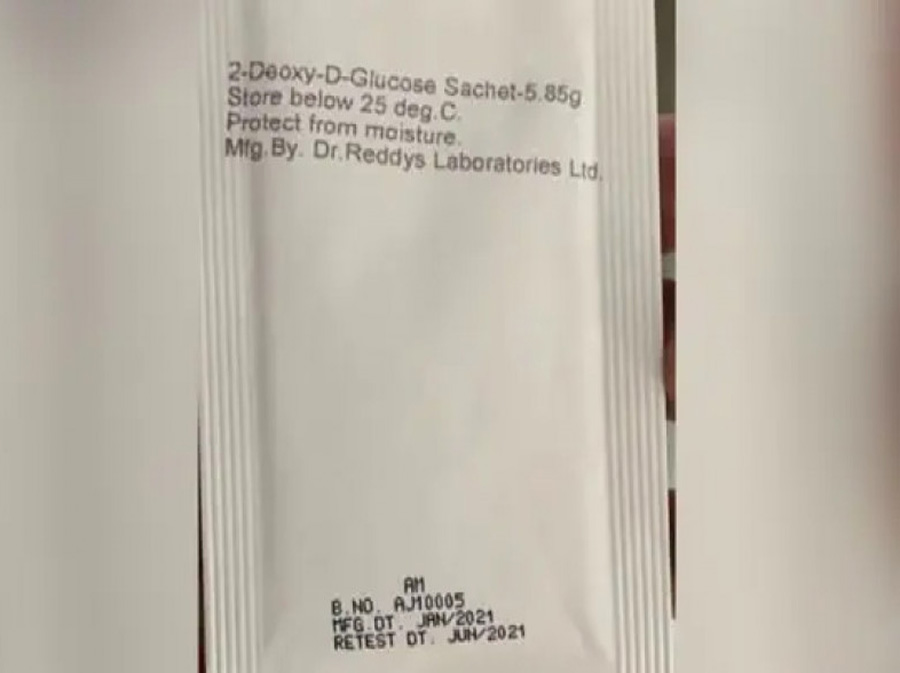 2-Deoxy-D-Glucose Sachet-5.85g
Store below 25 deg.C.
Protect from moisture.
Mfg.By. Dr.Reddys Laboratories Ltd.
AM
B.NO. AJ10005
MFG.DT. JAN/2021
RETEST DT. JUN/2021